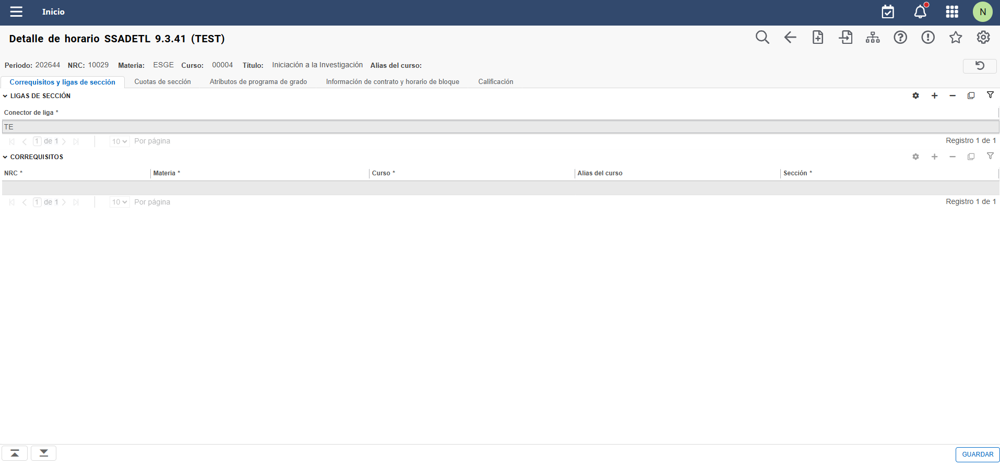 Inicio
N
Detalle de horario SSADETL 9.3.41 (TEST)
Periodo: 202644 NRC: 10029 Materia: ESGE Curso: 00004 Título: Iniciación a la Investigación Alias del curso:
Correquisitos y ligas de sección Cuotas de sección Atributos de programa de grado Información de contrato y horario de bloque Calificación
LIGAS DE SECCIÓN
Conector de liga *
TE
1 de 1 10 Por página Registro 1 de 1
CORREQUISITOS
NRC * Materia * Curso * Alias del curso Sección *
1 de 1 10 Por página Registro 1 de 1
GUARDAR